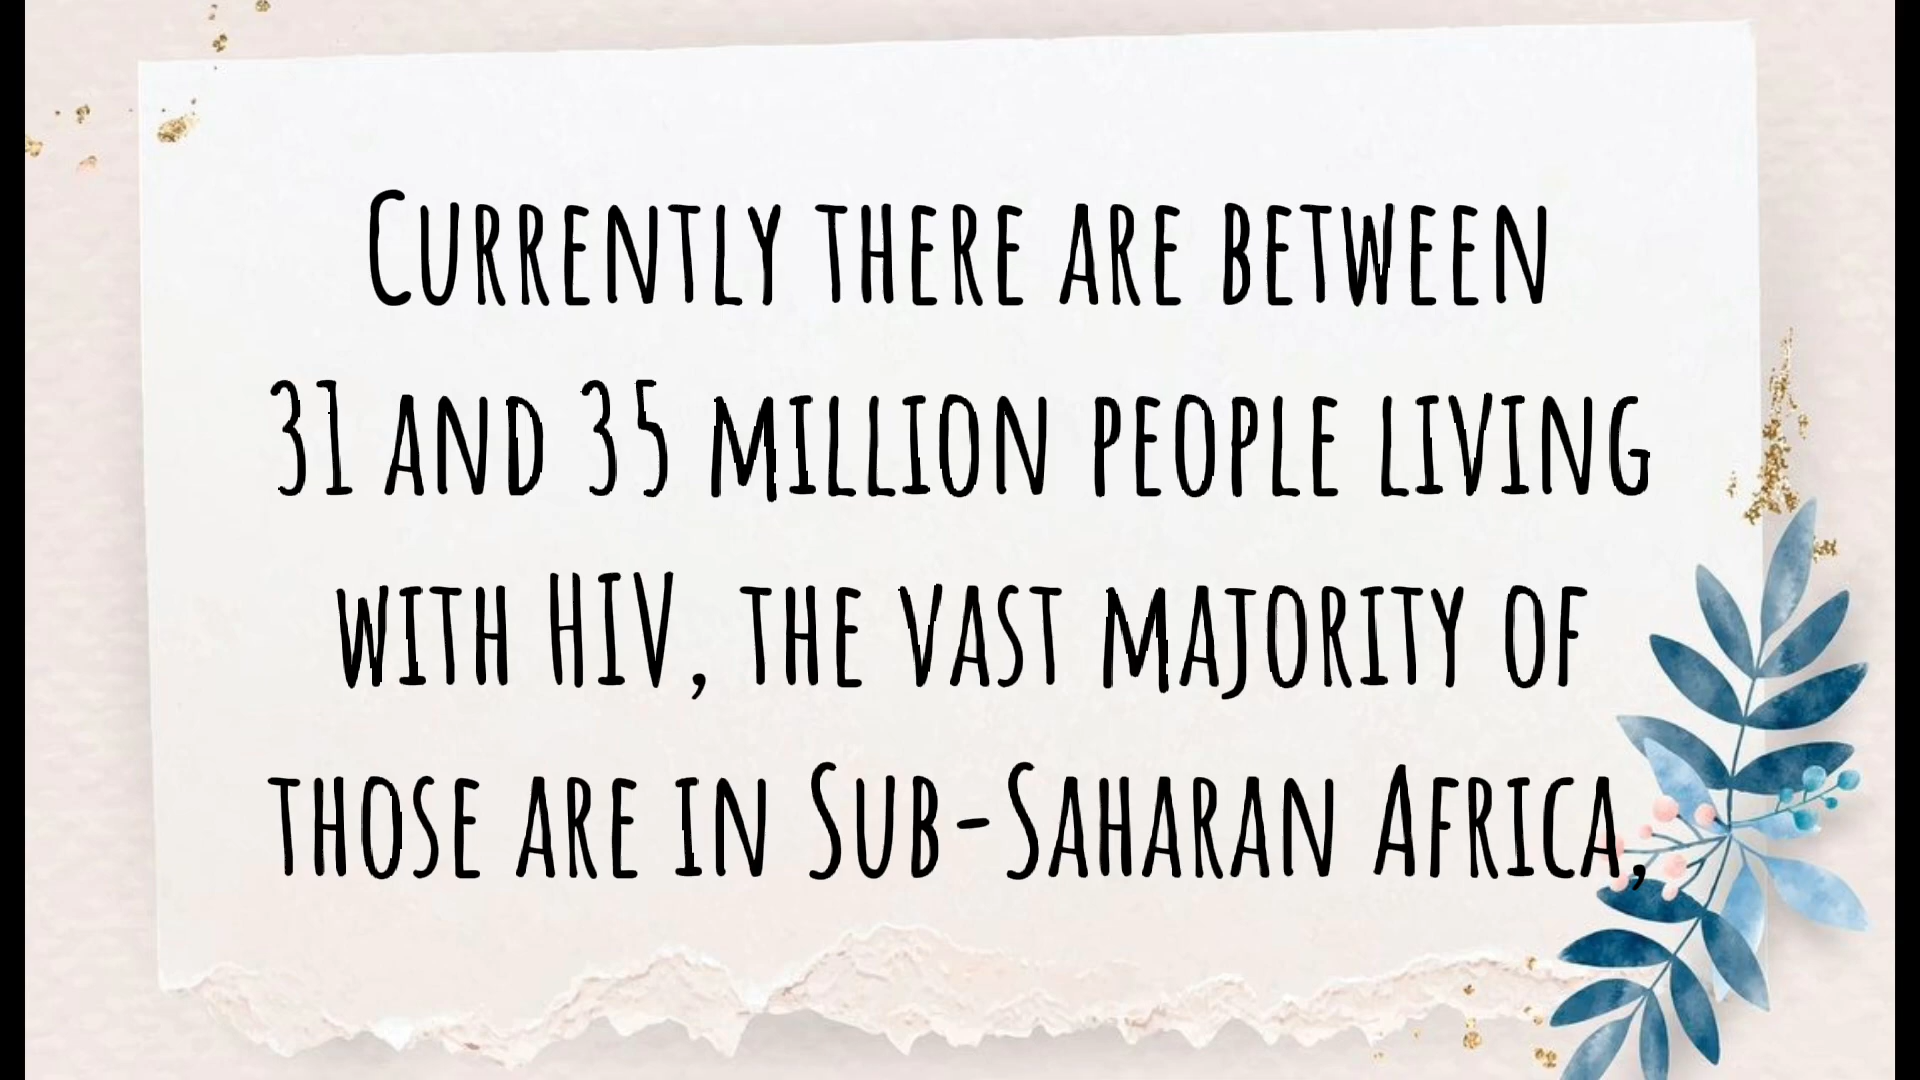 Currently there are between
31 and 35 million people living
with HIV, the vast majority of
those are in Sub-Saharan Africa,